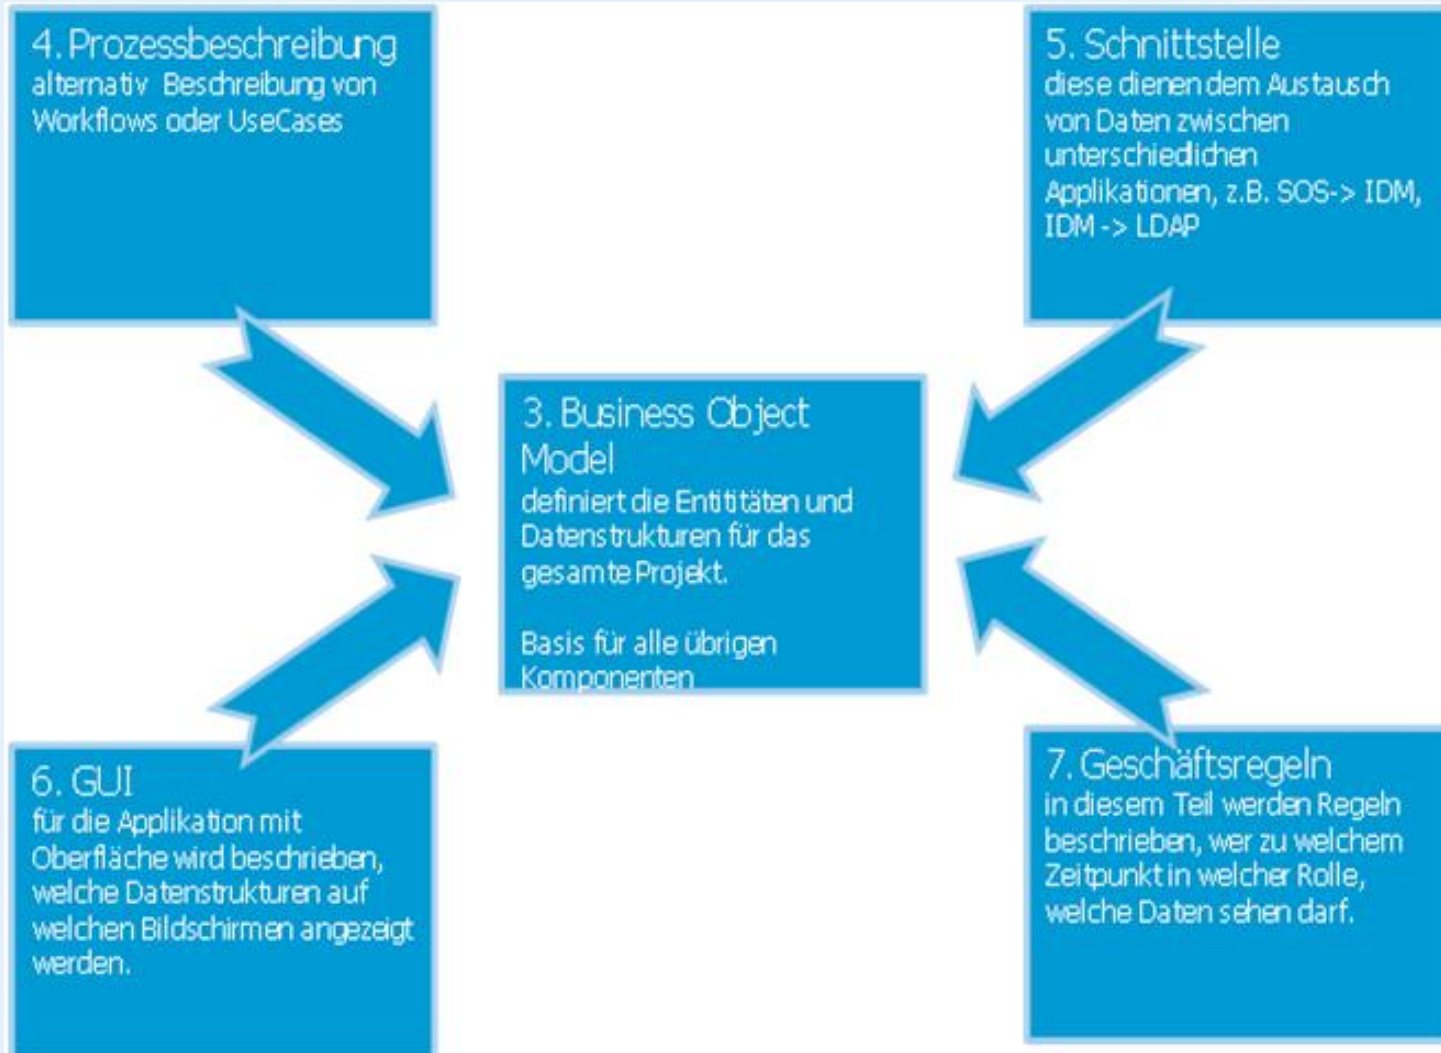 4. Prozessbeschreibung
alternativ Beschreibung von
Workflows oder UseCases
5. Schnittstelle
diese dienen dem Austausch
von Daten zwischen
unterschiedlichen
Applikationen, z.B. SOS-> IDM,
IDM -> LDAP
3. Business Object
Model
definiert die Entititäten und
Datenstrukturen für das
gesamte Projekt.
Basis für alle übrigen
Komponenten
6. GUI
für die Applikation mit
Oberfläche wird beschrieben,
welche Datenstrukturen auf
welchen Bildschirmen angezeigt
werden.
7. Geschäftsregeln
in diesem Teil werden Regeln
beschrieben, wer zu welchem
Zeitpunkt in welcher Rolle,
welche Daten sehen darf.